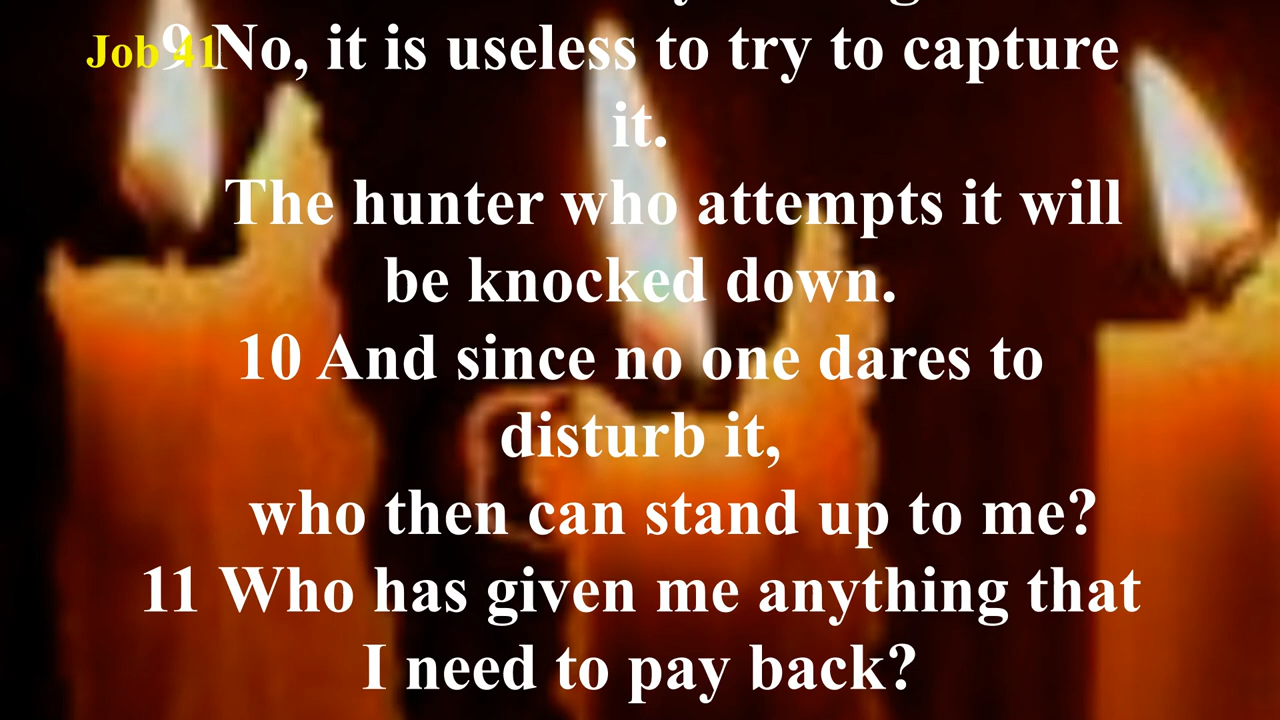 Job 41
9 No, it is useless to try to capture
it.
The hunter who attempts it will
be knocked down.
10 And since no one dares to
disturb it,
who then can stand up to me?
11 Who has given me anything that
I need to pay back?